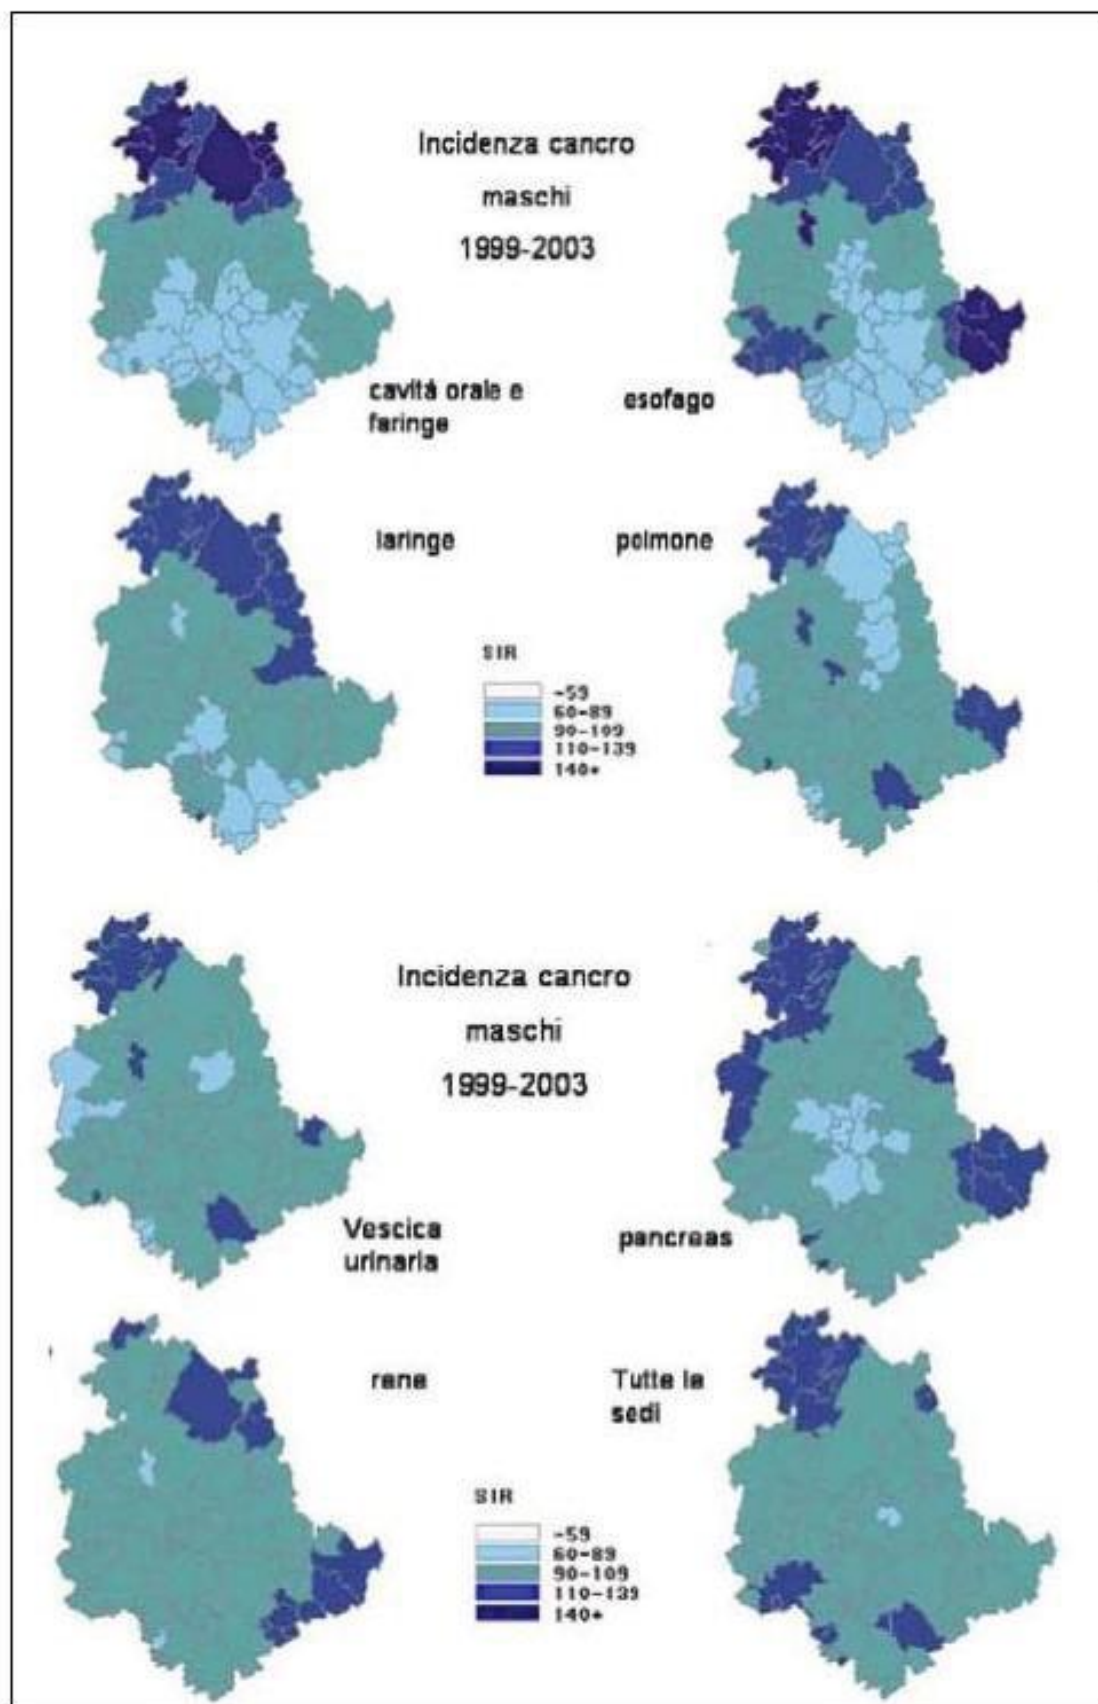 Incidenza cancro
maschi
1999-2003
cavità orale e
faringe
esofago
laringe
polmone
SIR
-59
60-89
90-109
110-139
140+
Incidenza cancro
maschi
1999-2003
Vescica
urinaria
pancreas
rene
Tutte le
sedi
SIR
-59
60-89
90-109
110-139
140+